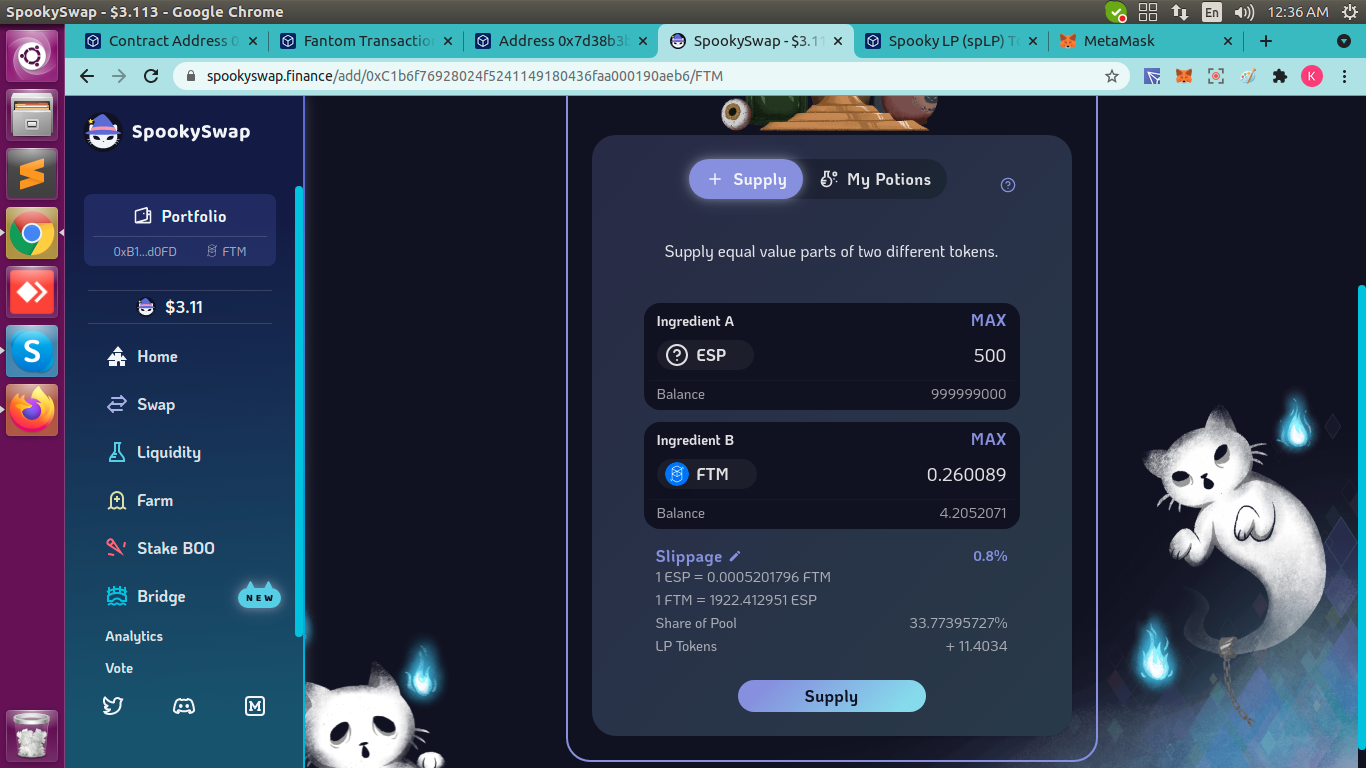 SpookySwap - $3.113 - Google Chrome
En
12:36 AM
Contract Address 0
Fantom Transaction
Address 0x7d38b3b
SpookySwap - $3.11
Spooky LP (spLP) To
MetaMask
spookyswap.finance/add/0xC1b6f76928024f5241149180436faa000190aeb6/FTM
K
SpookySwap
Portfolio
0xB1...d0FD
FTM
$3.11
Home
Swap
Liquidity
Farm
Stake BOO
Bridge
NEW
Analytics
Vote
Supply
My Potions
Supply equal value parts of two different tokens.
Ingredient A
MAX
ESP
500
Balance
999999000
Ingredient B
MAX
FTM
0.260089
Balance
4.2052071
Slippage
0.8%
1 ESP = 0.0005201796 FTM
1 FTM = 1922.412951 ESP
Share of Pool
33.77395727%
LP Tokens
+ 11.4034
Supply